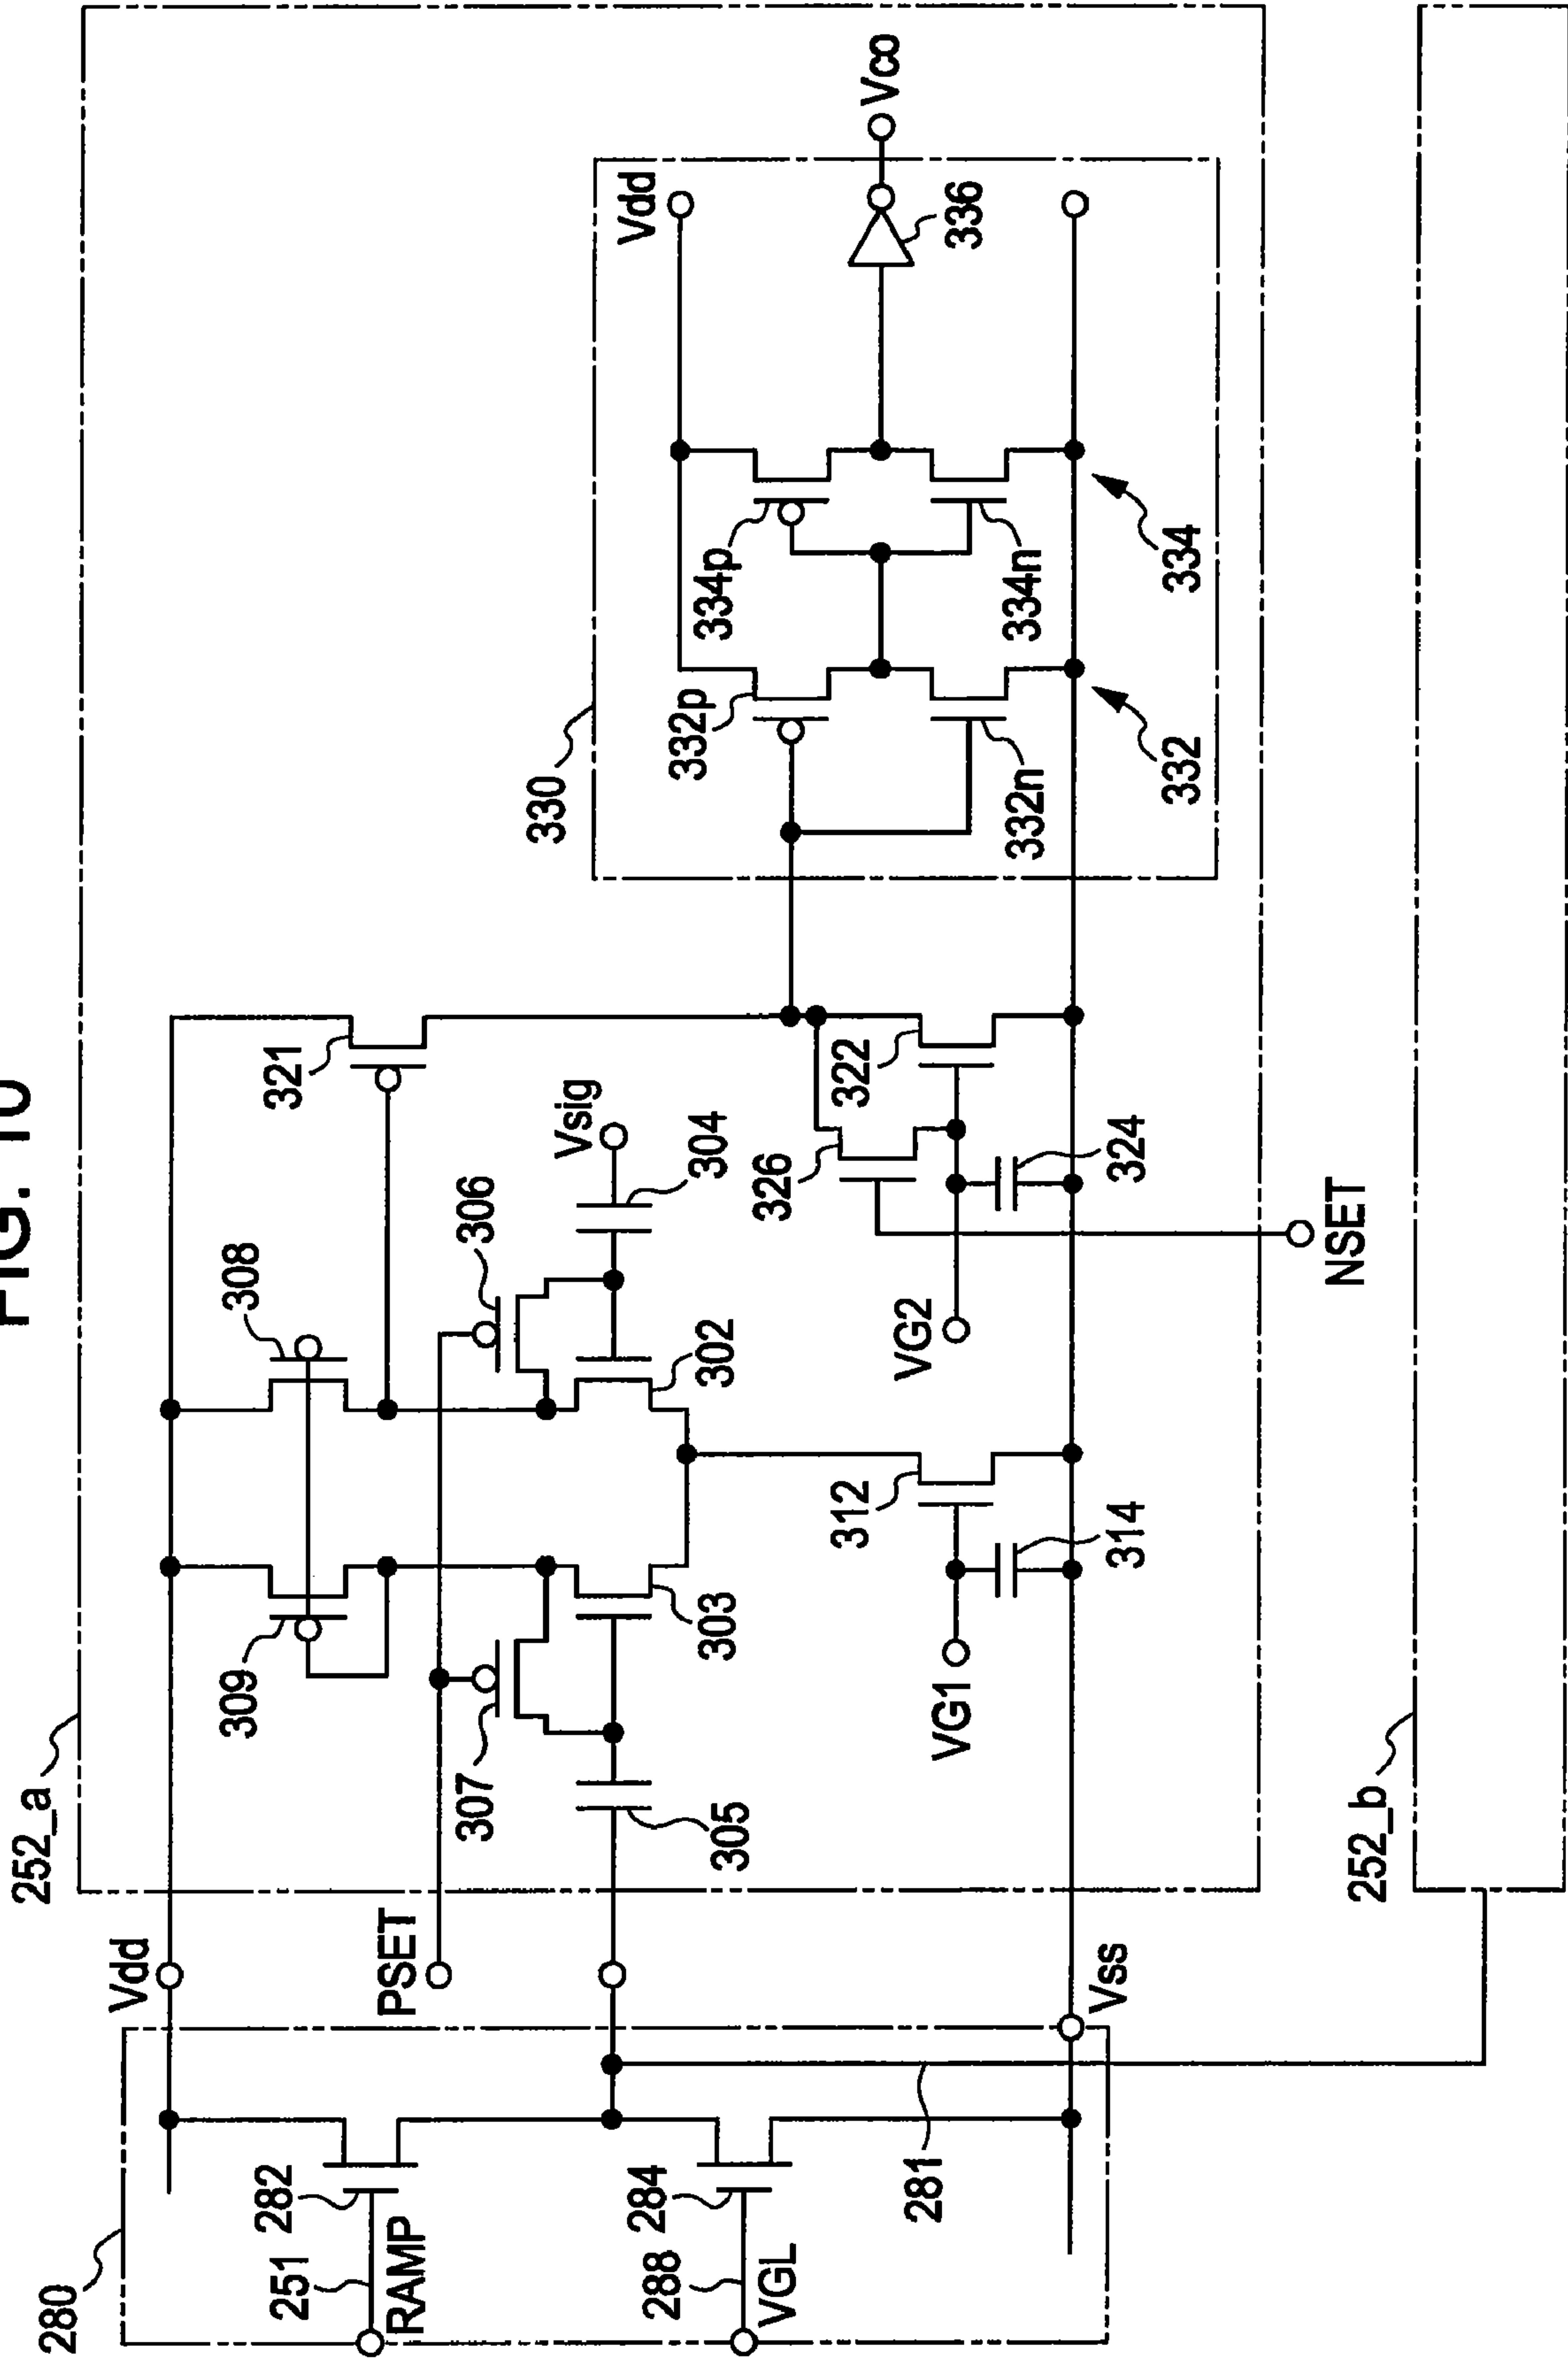 FIG. 10
252_a
280
Vdd
PSET
Vss
282
251
RAMP
284
288
VGL
281
252_b
309
308
307
306
305
304
303
302
Vsig
VG1
312
314
VG2
321
326
322
324
NSET
330
332p
332n
332
334p
334n
334
Vdd
336
Vco